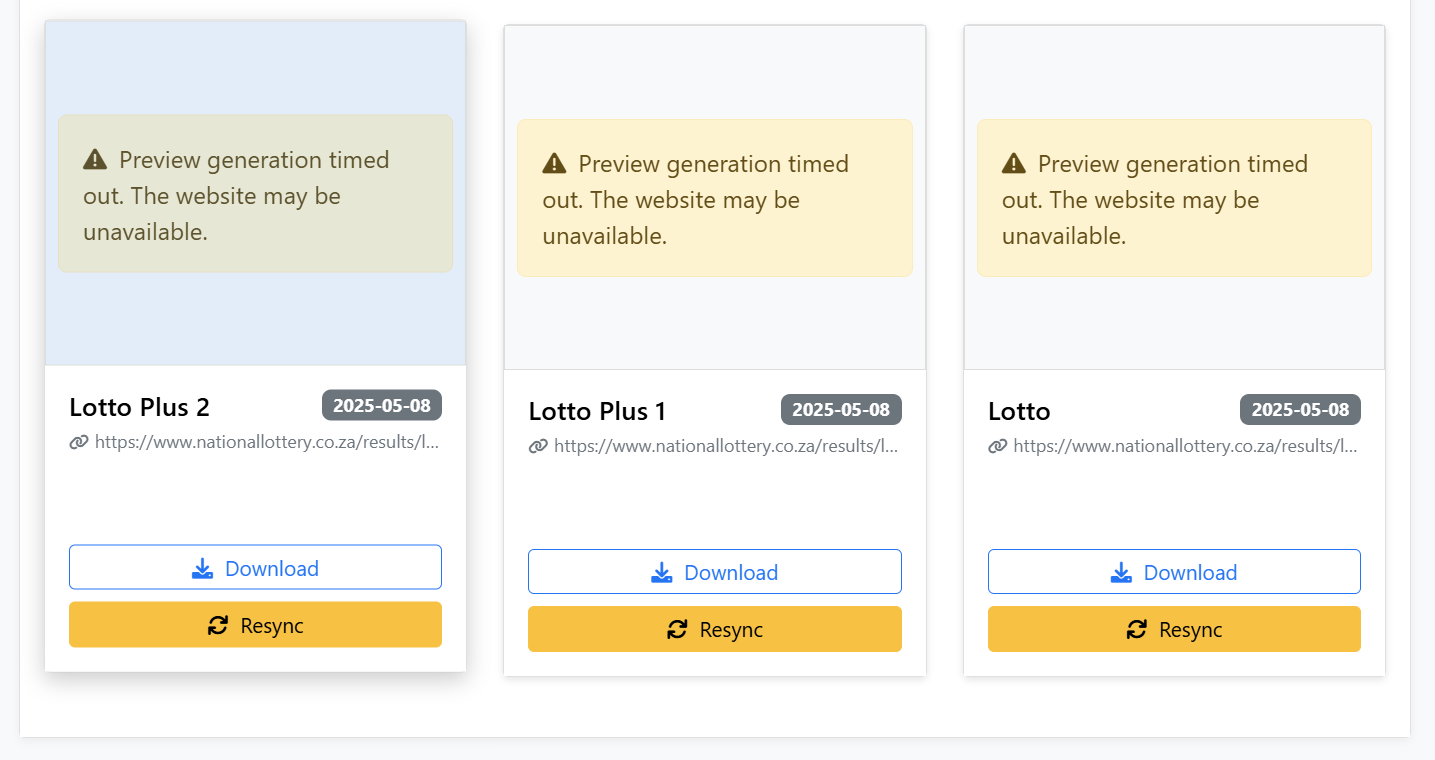 Preview generation timed
out. The website may be
unavailable.
Lotto Plus 2
2025-05-08
https://www.nationallottery.co.za/results/l...
Download
Resync
Preview generation timed
out. The website may be
unavailable.
Lotto Plus 1
2025-05-08
https://www.nationallottery.co.za/results/l...
Download
Resync
Preview generation timed
out. The website may be
unavailable.
Lotto
2025-05-08
https://www.nationallottery.co.za/results/l...
Download
Resync